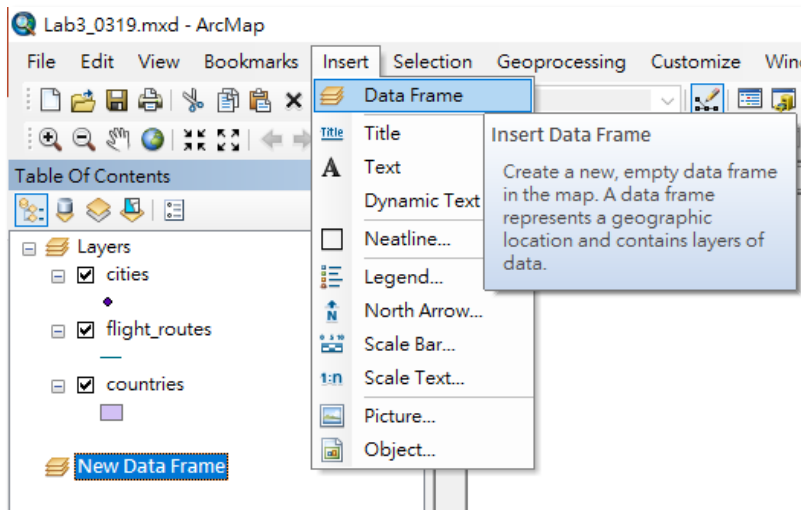 Lab3_0319.mxd - ArcMap
File Edit View Bookmarks Insert Selection Geoprocessing Customize Win
Table Of Contents
Layers
cities
flight_routes
countries
New Data Frame
Data Frame
Title Title
A Text
Dynamic Text
Neatline...
Legend...
N North Arrow...
Scale Bar...
1:n Scale Text...
Picture...
Object...
Insert Data Frame
Create a new, empty data frame
in the map. A data frame
represents a geographic
location and contains layers of
data.